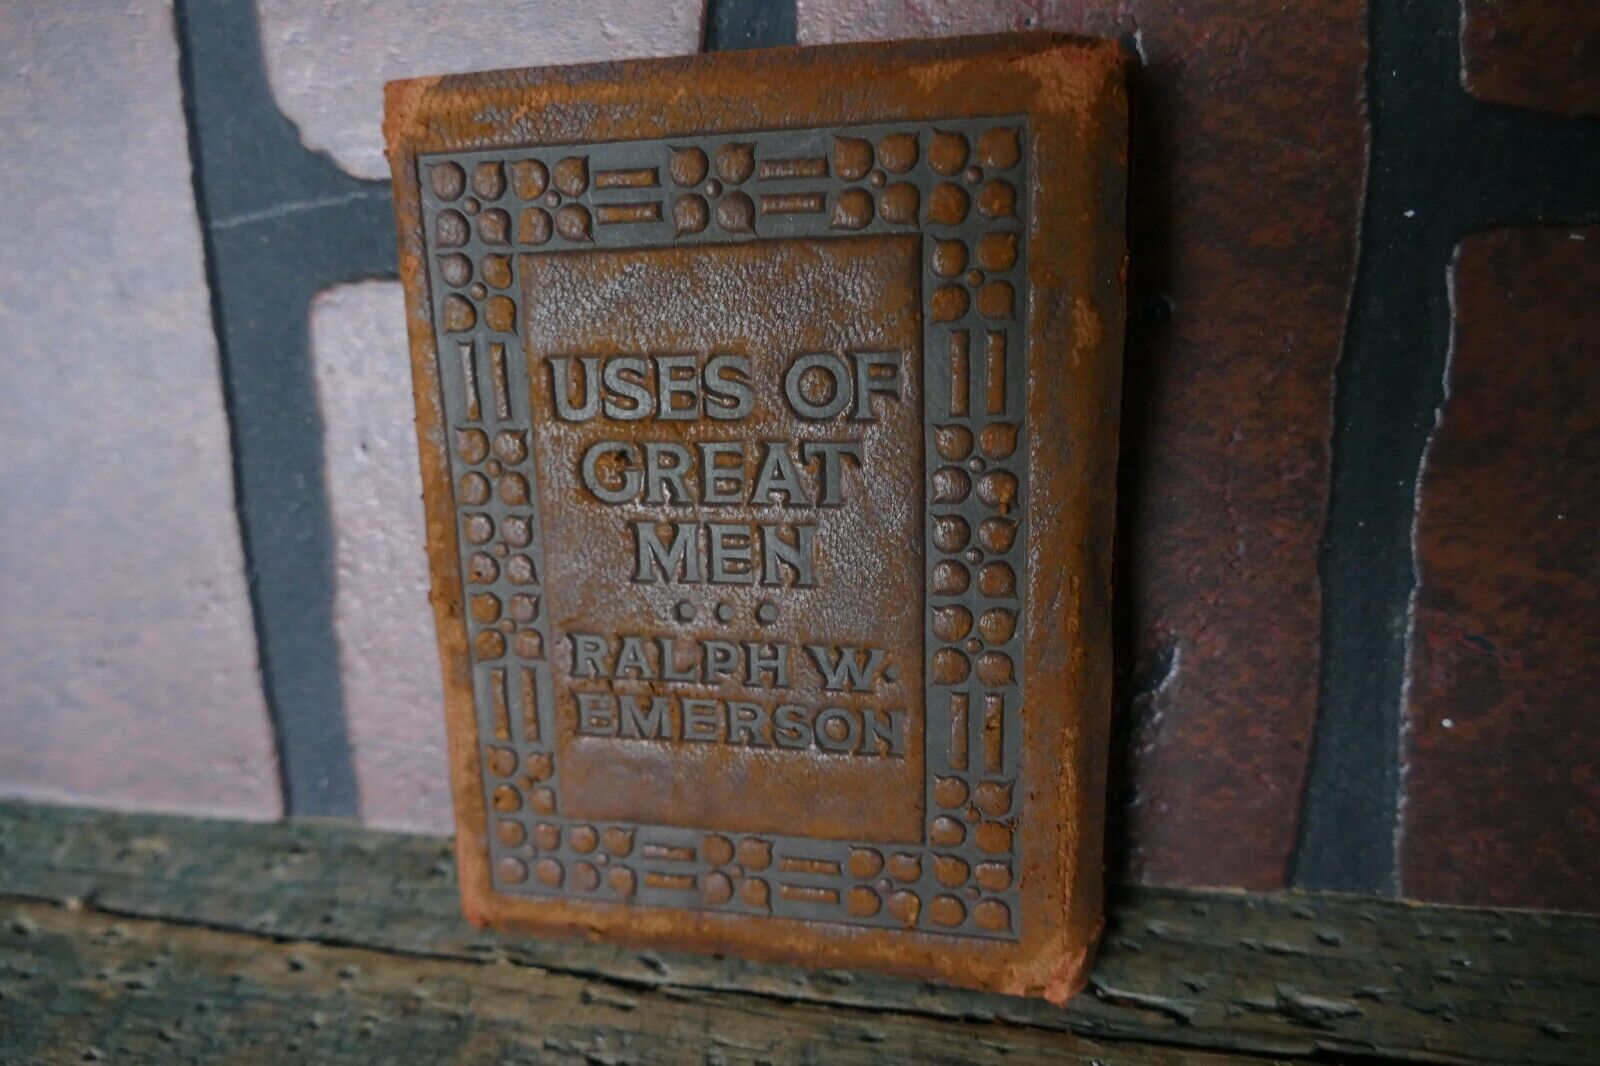 USES OF
GREAT
MEN
• • •
RALPH W.
EMERSON